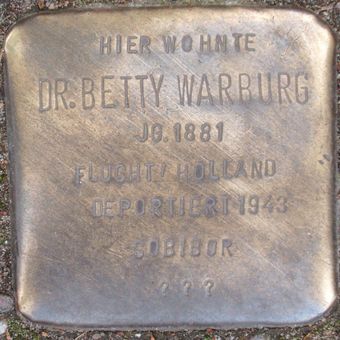 HIER WOHNTE
DR. BETTY WARBURG
JG. 1881
FLUCHT/ HOLLAND
DEPORTIERT 1943
SOBIBOR
? ? ?